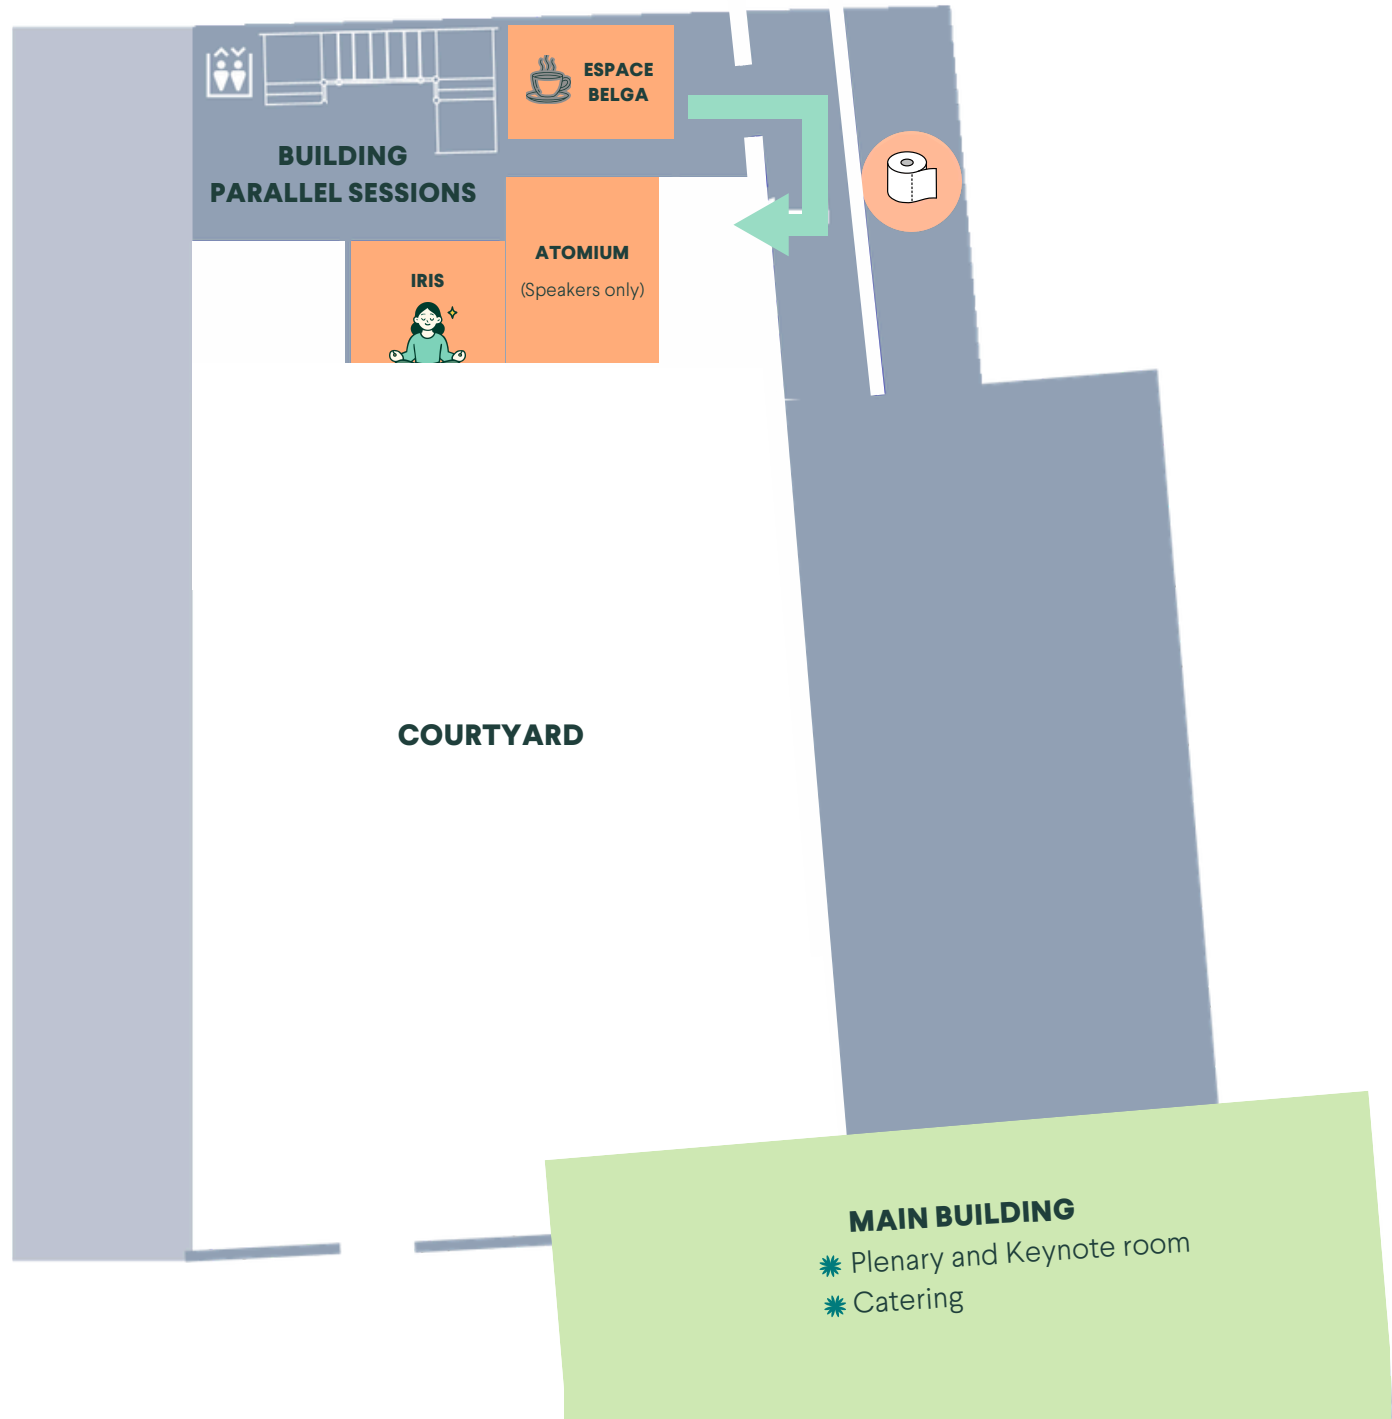 ESPACE
BELGA
BUILDING
PARALLEL SESSIONS
ATOMIUM
(Speakers only)
IRIS
COURTYARD
MAIN BUILDING
Plenary and Keynote room
Catering